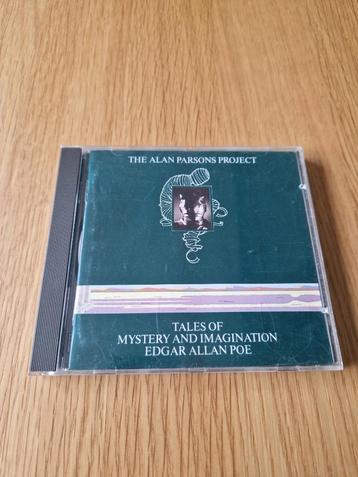 THE ALAN PARSONS PROJECT
TALES OF
MYSTERY AND IMAGINATION
EDGAR ALLAN POE